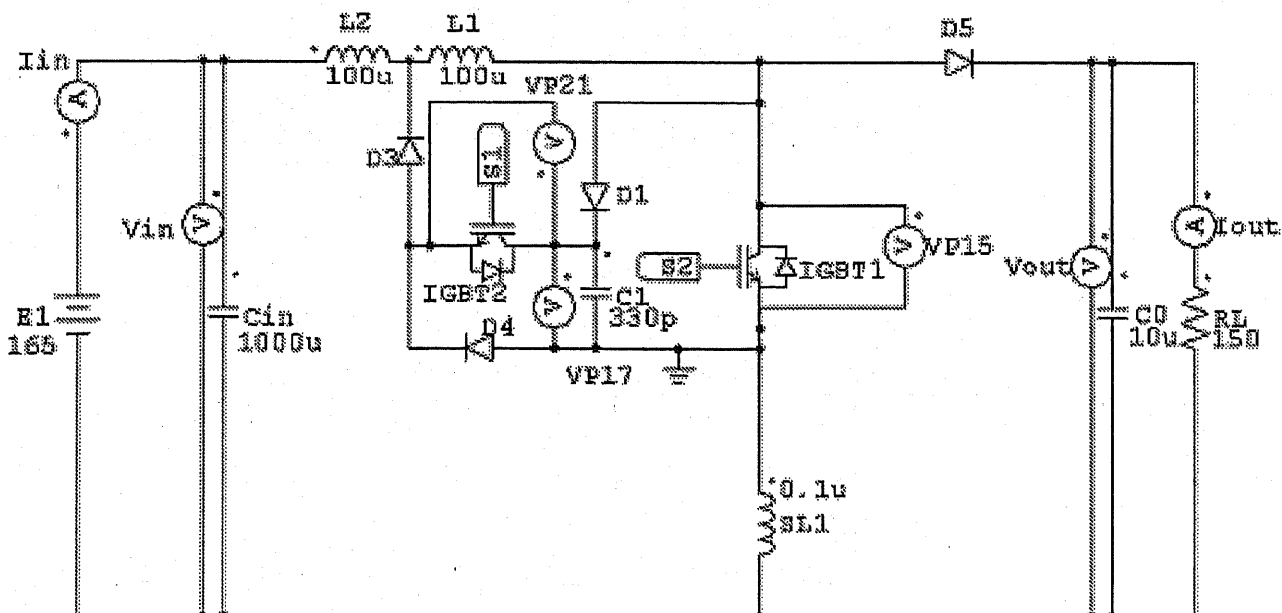 L2
L1
D5
Iin
A
100u
100u
VP21
V
S1
D3
D1
Vin
V
S2
IGBT1
V
VP15
Vout
V
A
Iout
IGBT2
V
C1
330p
E1
165
Cin
1000u
D4
VP17
C0
10u
RL
150
0.1u
SL1